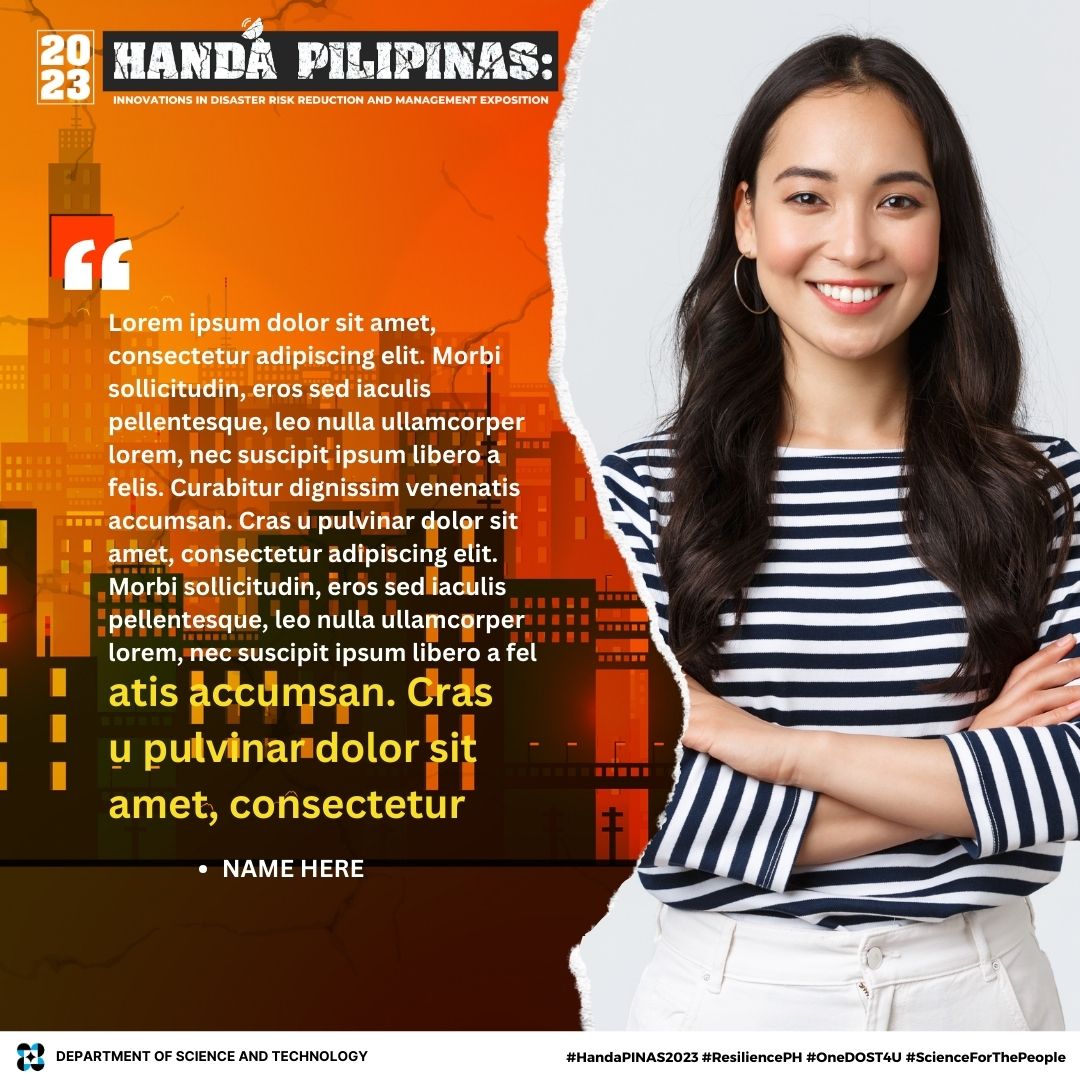 2023
HANDA PILIPINAS:
INNOVATIONS IN DISASTER RISK REDUCTION AND MANAGEMENT EXPOSITION
“
Lorem ipsum dolor sit amet,
consectetur adipiscing elit. Morbi
sollicitudin, eros sed iaculis
pellentesque, leo nulla ullamcorper
lorem, nec suscipit ipsum libero a
felis. Curabitur dignissim venenatis
accumsan. Cras u pulvinar dolor sit
amet, consectetur adipiscing elit.
Morbi sollicitudin, eros sed iaculis
pellentesque, leo nulla ullamcorper
lorem, nec suscipit ipsum libero a fel
atis accumsan. Cras
u pulvinar dolor sit
amet, consectetur
• NAME HERE
DEPARTMENT OF SCIENCE AND TECHNOLOGY
#HandaPINAS2023 #ResiliencePH #OneDOST4U #ScienceForThePeople